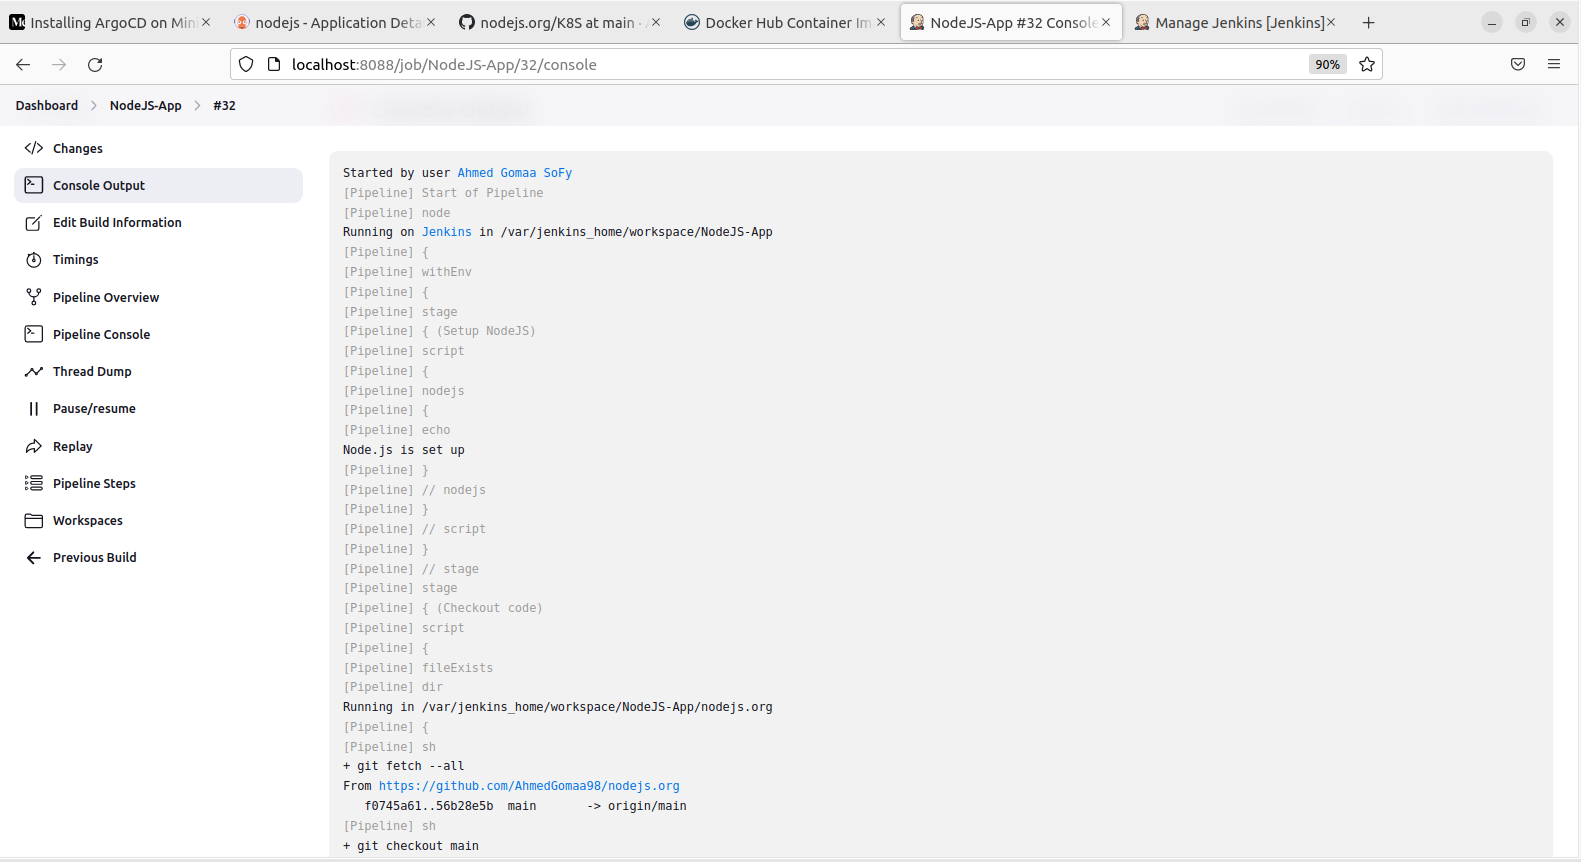 Installing ArgoCD on Min
nodejs - Application Deta
nodejs.org/K8S at main ·
Docker Hub Container Im
NodeJS-App #32 Console
Manage Jenkins [Jenkins]
localhost:8088/job/NodeJS-App/32/console
90%
Dashboard
NodeJS-App
#32
Changes
Console Output
Edit Build Information
Timings
Pipeline Overview
Pipeline Console
Thread Dump
Pause/resume
Replay
Pipeline Steps
Workspaces
Previous Build
Started by user Ahmed Gomaa SoFy
[Pipeline] Start of Pipeline
[Pipeline] node
Running on Jenkins in /var/jenkins_home/workspace/NodeJS-App
[Pipeline] {
[Pipeline] withEnv
[Pipeline] {
[Pipeline] stage
[Pipeline] { (Setup NodeJS)
[Pipeline] script
[Pipeline] {
[Pipeline] nodejs
[Pipeline] {
[Pipeline] echo
Node.js is set up
[Pipeline] }
[Pipeline] // nodejs
[Pipeline] }
[Pipeline] // script
[Pipeline] }
[Pipeline] // stage
[Pipeline] stage
[Pipeline] { (Checkout code)
[Pipeline] script
[Pipeline] {
[Pipeline] fileExists
[Pipeline] dir
Running in /var/jenkins_home/workspace/NodeJS-App/nodejs.org
[Pipeline] {
[Pipeline] sh
+ git fetch --all
From https://github.com/AhmedGomaa98/nodejs.org
f0745a61..56b28e5b main -> origin/main
[Pipeline] sh
+ git checkout main